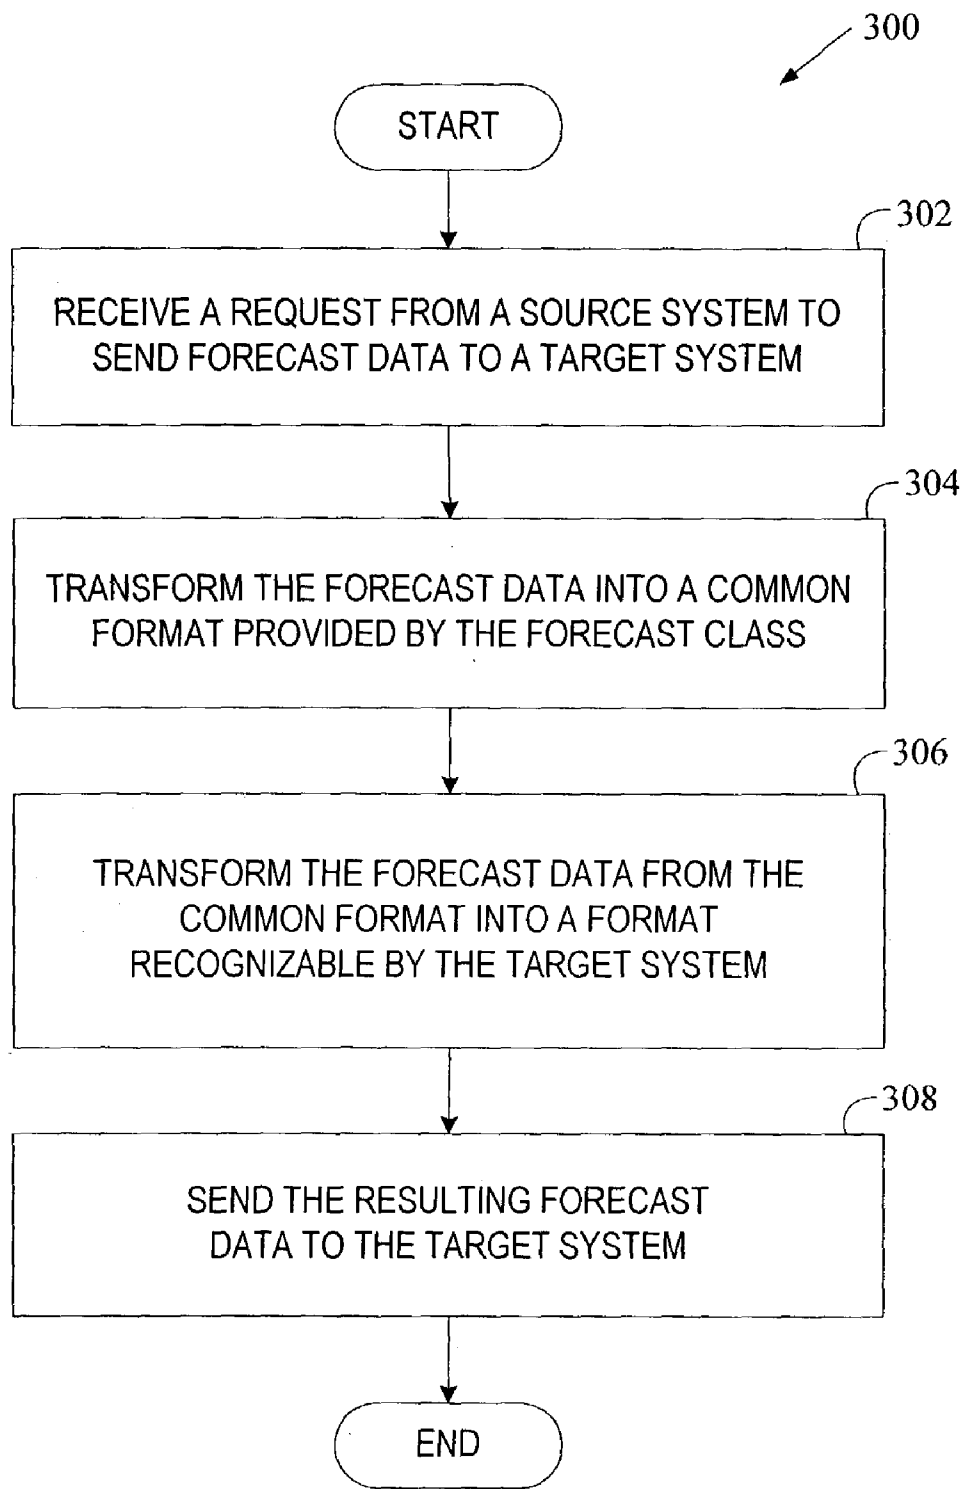 300
START
302
RECEIVE A REQUEST FROM A SOURCE SYSTEM TO
SEND FORECAST DATA TO A TARGET SYSTEM
304
TRANSFORM THE FORECAST DATA INTO A COMMON
FORMAT PROVIDED BY THE FORECAST CLASS
306
TRANSFORM THE FORECAST DATA FROM THE
COMMON FORMAT INTO A FORMAT
RECOGNIZABLE BY THE TARGET SYSTEM
308
SEND THE RESULTING FORECAST
DATA TO THE TARGET SYSTEM
END